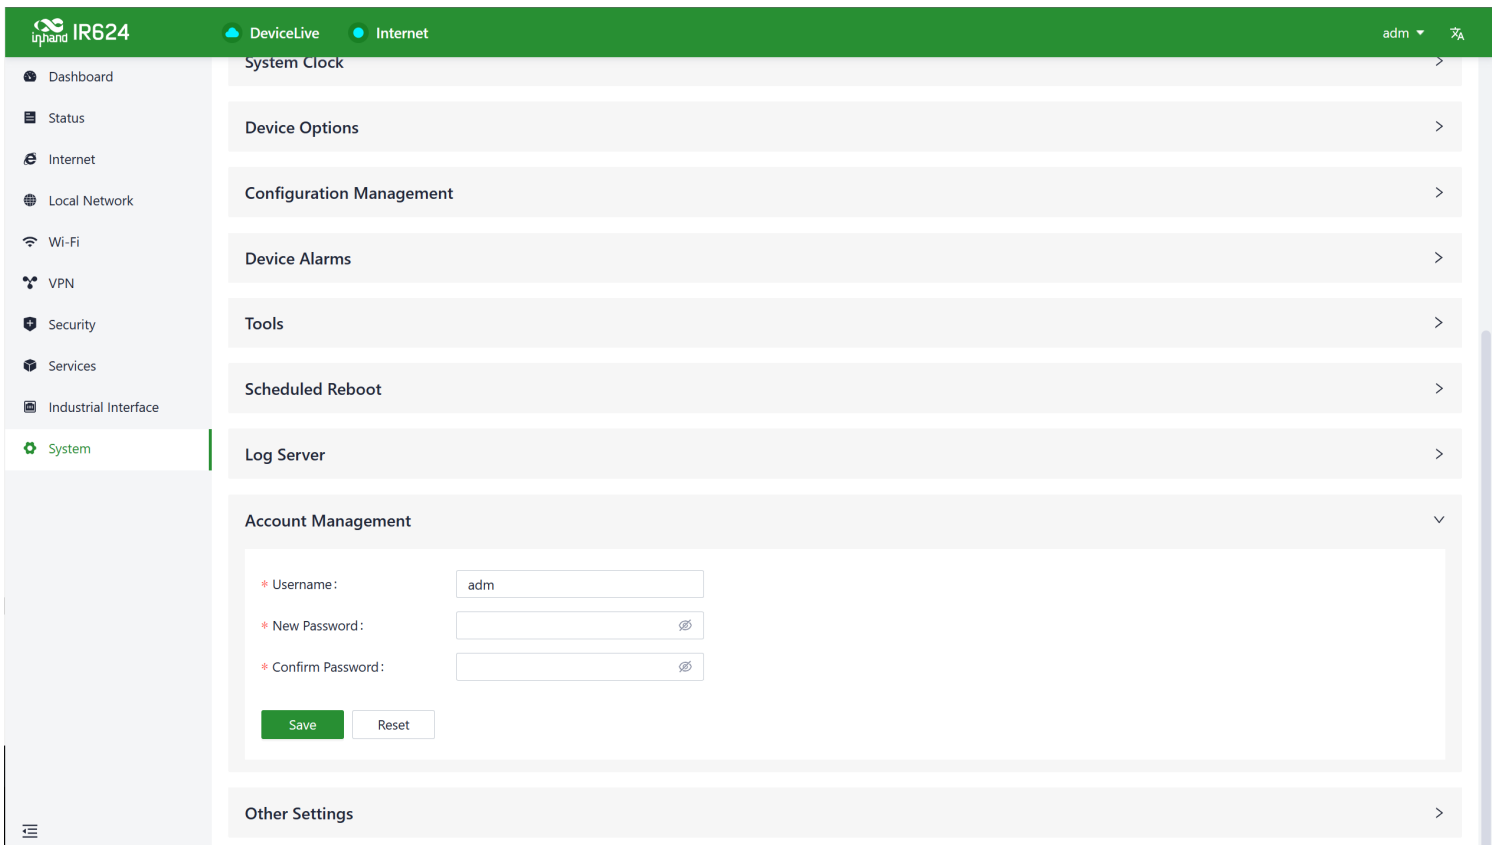 inhand IR624
DeviceLive
Internet
adm
Dashboard
Status
Internet
Local Network
Wi-Fi
VPN
Security
Services
Industrial Interface
System
System Clock
Device Options
Configuration Management
Device Alarms
Tools
Scheduled Reboot
Log Server
Account Management
* Username:
adm
* New Password:
* Confirm Password:
Save
Reset
Other Settings